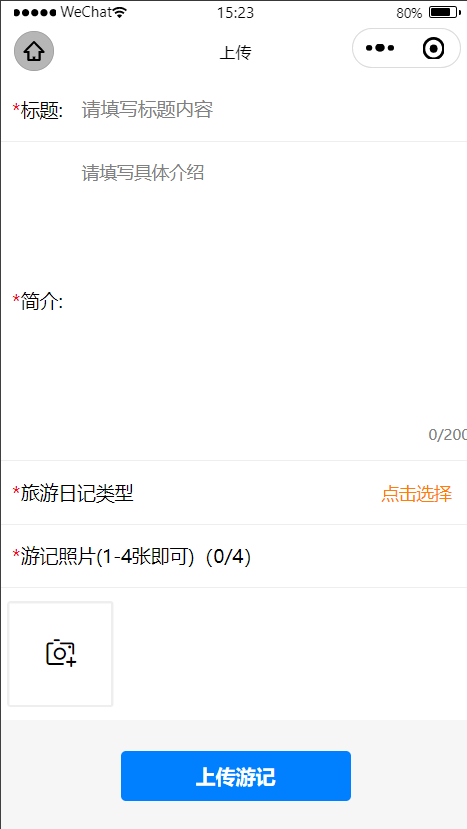 WeChat 15:23 80%
上传
*标题: 请填写标题内容
请填写具体介绍
*简介:
0/200
*旅游日记类型 点击选择
*游记照片(1-4张即可)（0/4）
上传游记